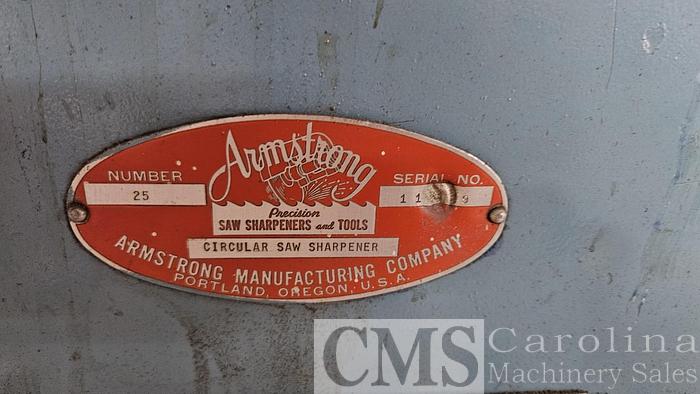 Armstrong
NUMBER
25
SERIAL NO.
Precision
SAW SHARPENERS and TOOLS
CIRCULAR SAW SHARPENER
ARMSTRONG MANUFACTURING COMPANY
PORTLAND, OREGON, U.S.A.
CMS Carolina
Machinery Sales